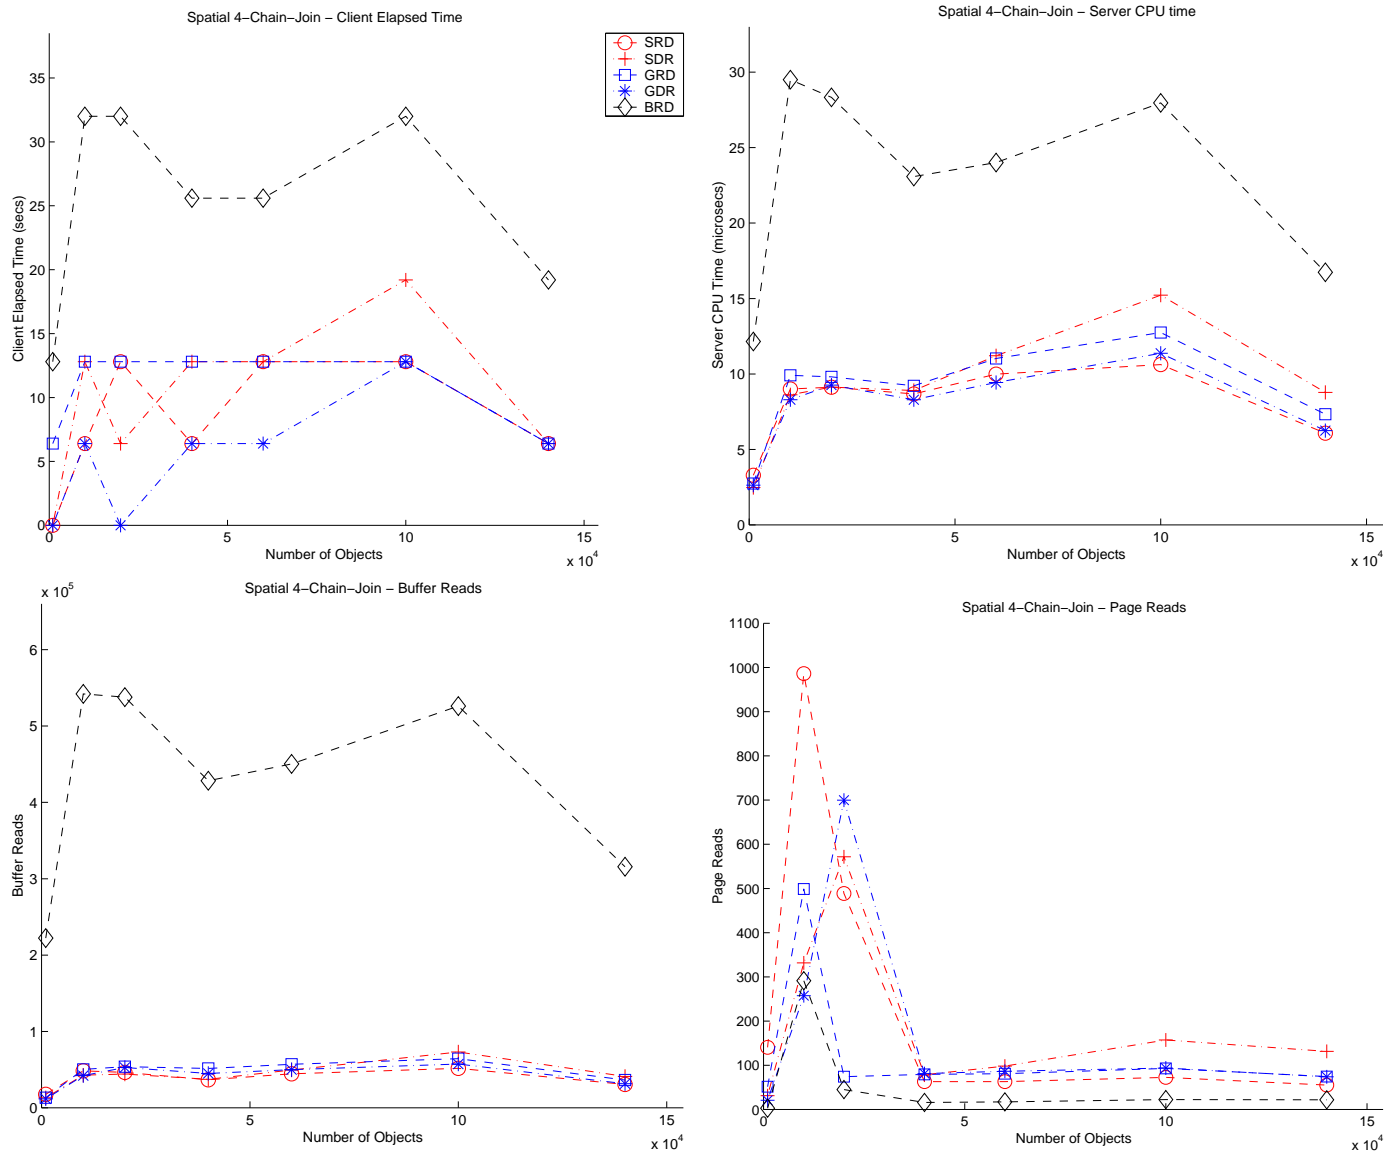 Spatial 4–Chain–Join – Client Elapsed Time
35
30
25
20
15
10
5
0
Client Elapsed Time (secs)
0
5
10
15
x 10^4
Number of Objects
SRD
SDR
GRD
GDR
BRD
Spatial 4–Chain–Join – Server CPU time
30
25
20
15
10
5
0
Server CPU Time (microsecs)
0
5
10
15
x 10^4
Number of Objects
Spatial 4–Chain–Join – Buffer Reads
x 10^5
6
5
4
3
2
1
0
Buffer Reads
0
5
10
15
x 10^4
Number of Objects
Spatial 4–Chain–Join – Page Reads
1100
1000
900
800
700
600
500
400
300
200
100
0
Page Reads
0
5
10
15
x 10^4
Number of Objects